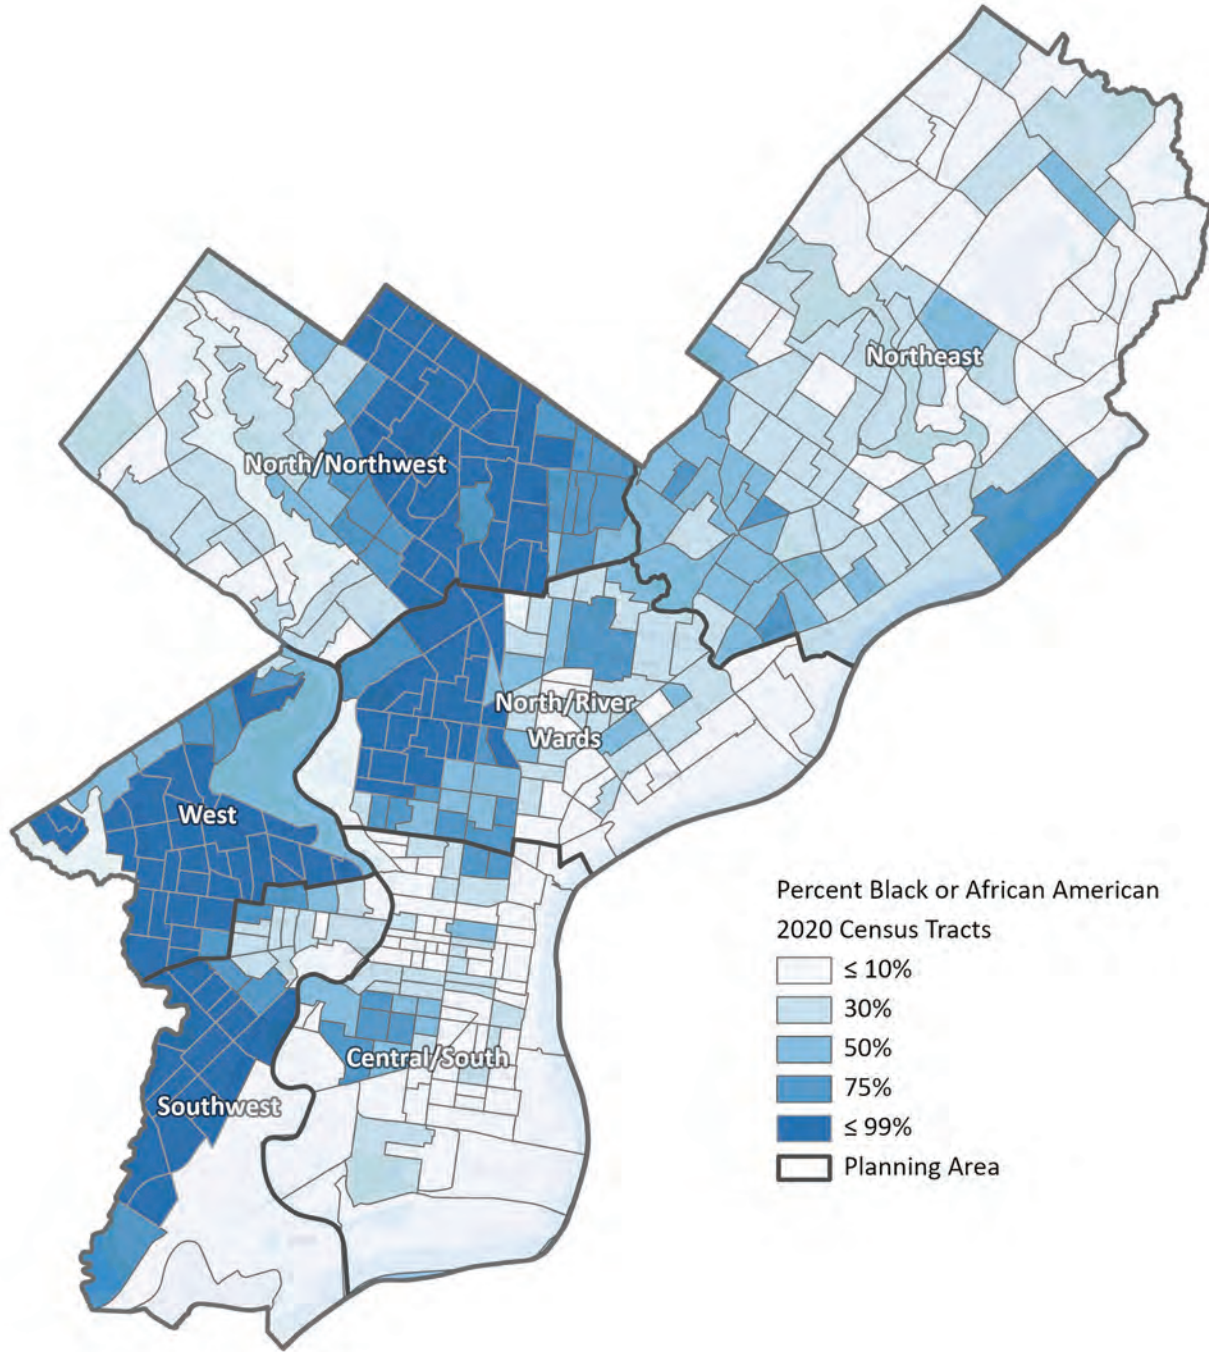 Northeast
North/Northwest
North/River
Wards
West
Central/South
Southwest
Percent Black or African American
2020 Census Tracts
≤ 10%
30%
50%
75%
≤ 99%
Planning Area